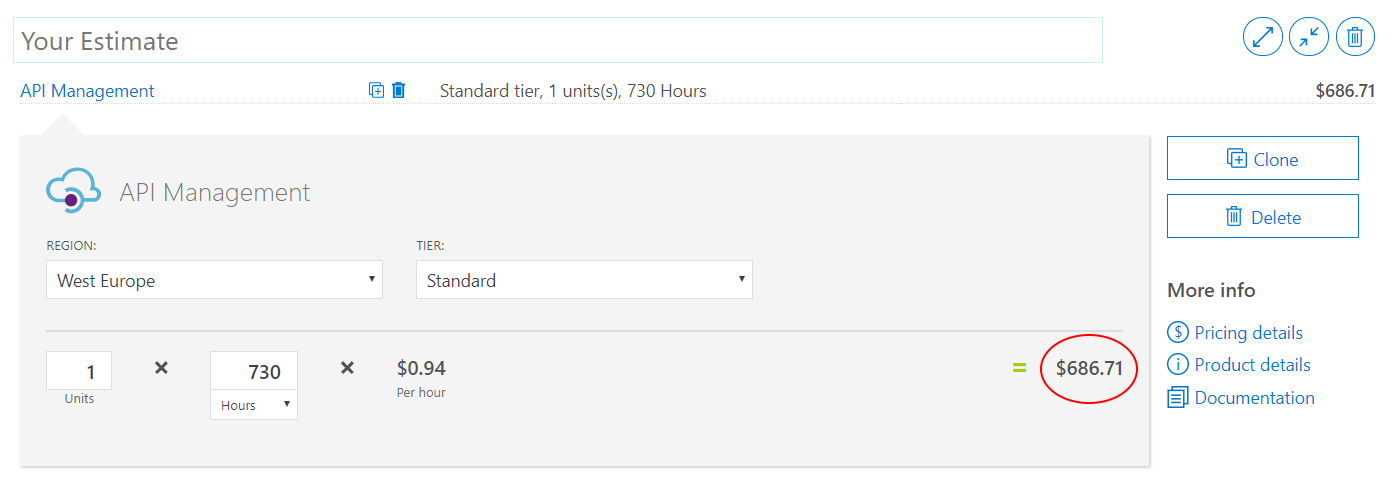 Your Estimate
API Management Standard tier, 1 units(s), 730 Hours $686.71
API Management
Clone
Delete
REGION: TIER:
West Europe Standard
More info
Pricing details
Product details
Documentation
1 × 730 × $0.94 = $686.71
Units Hours Per hour